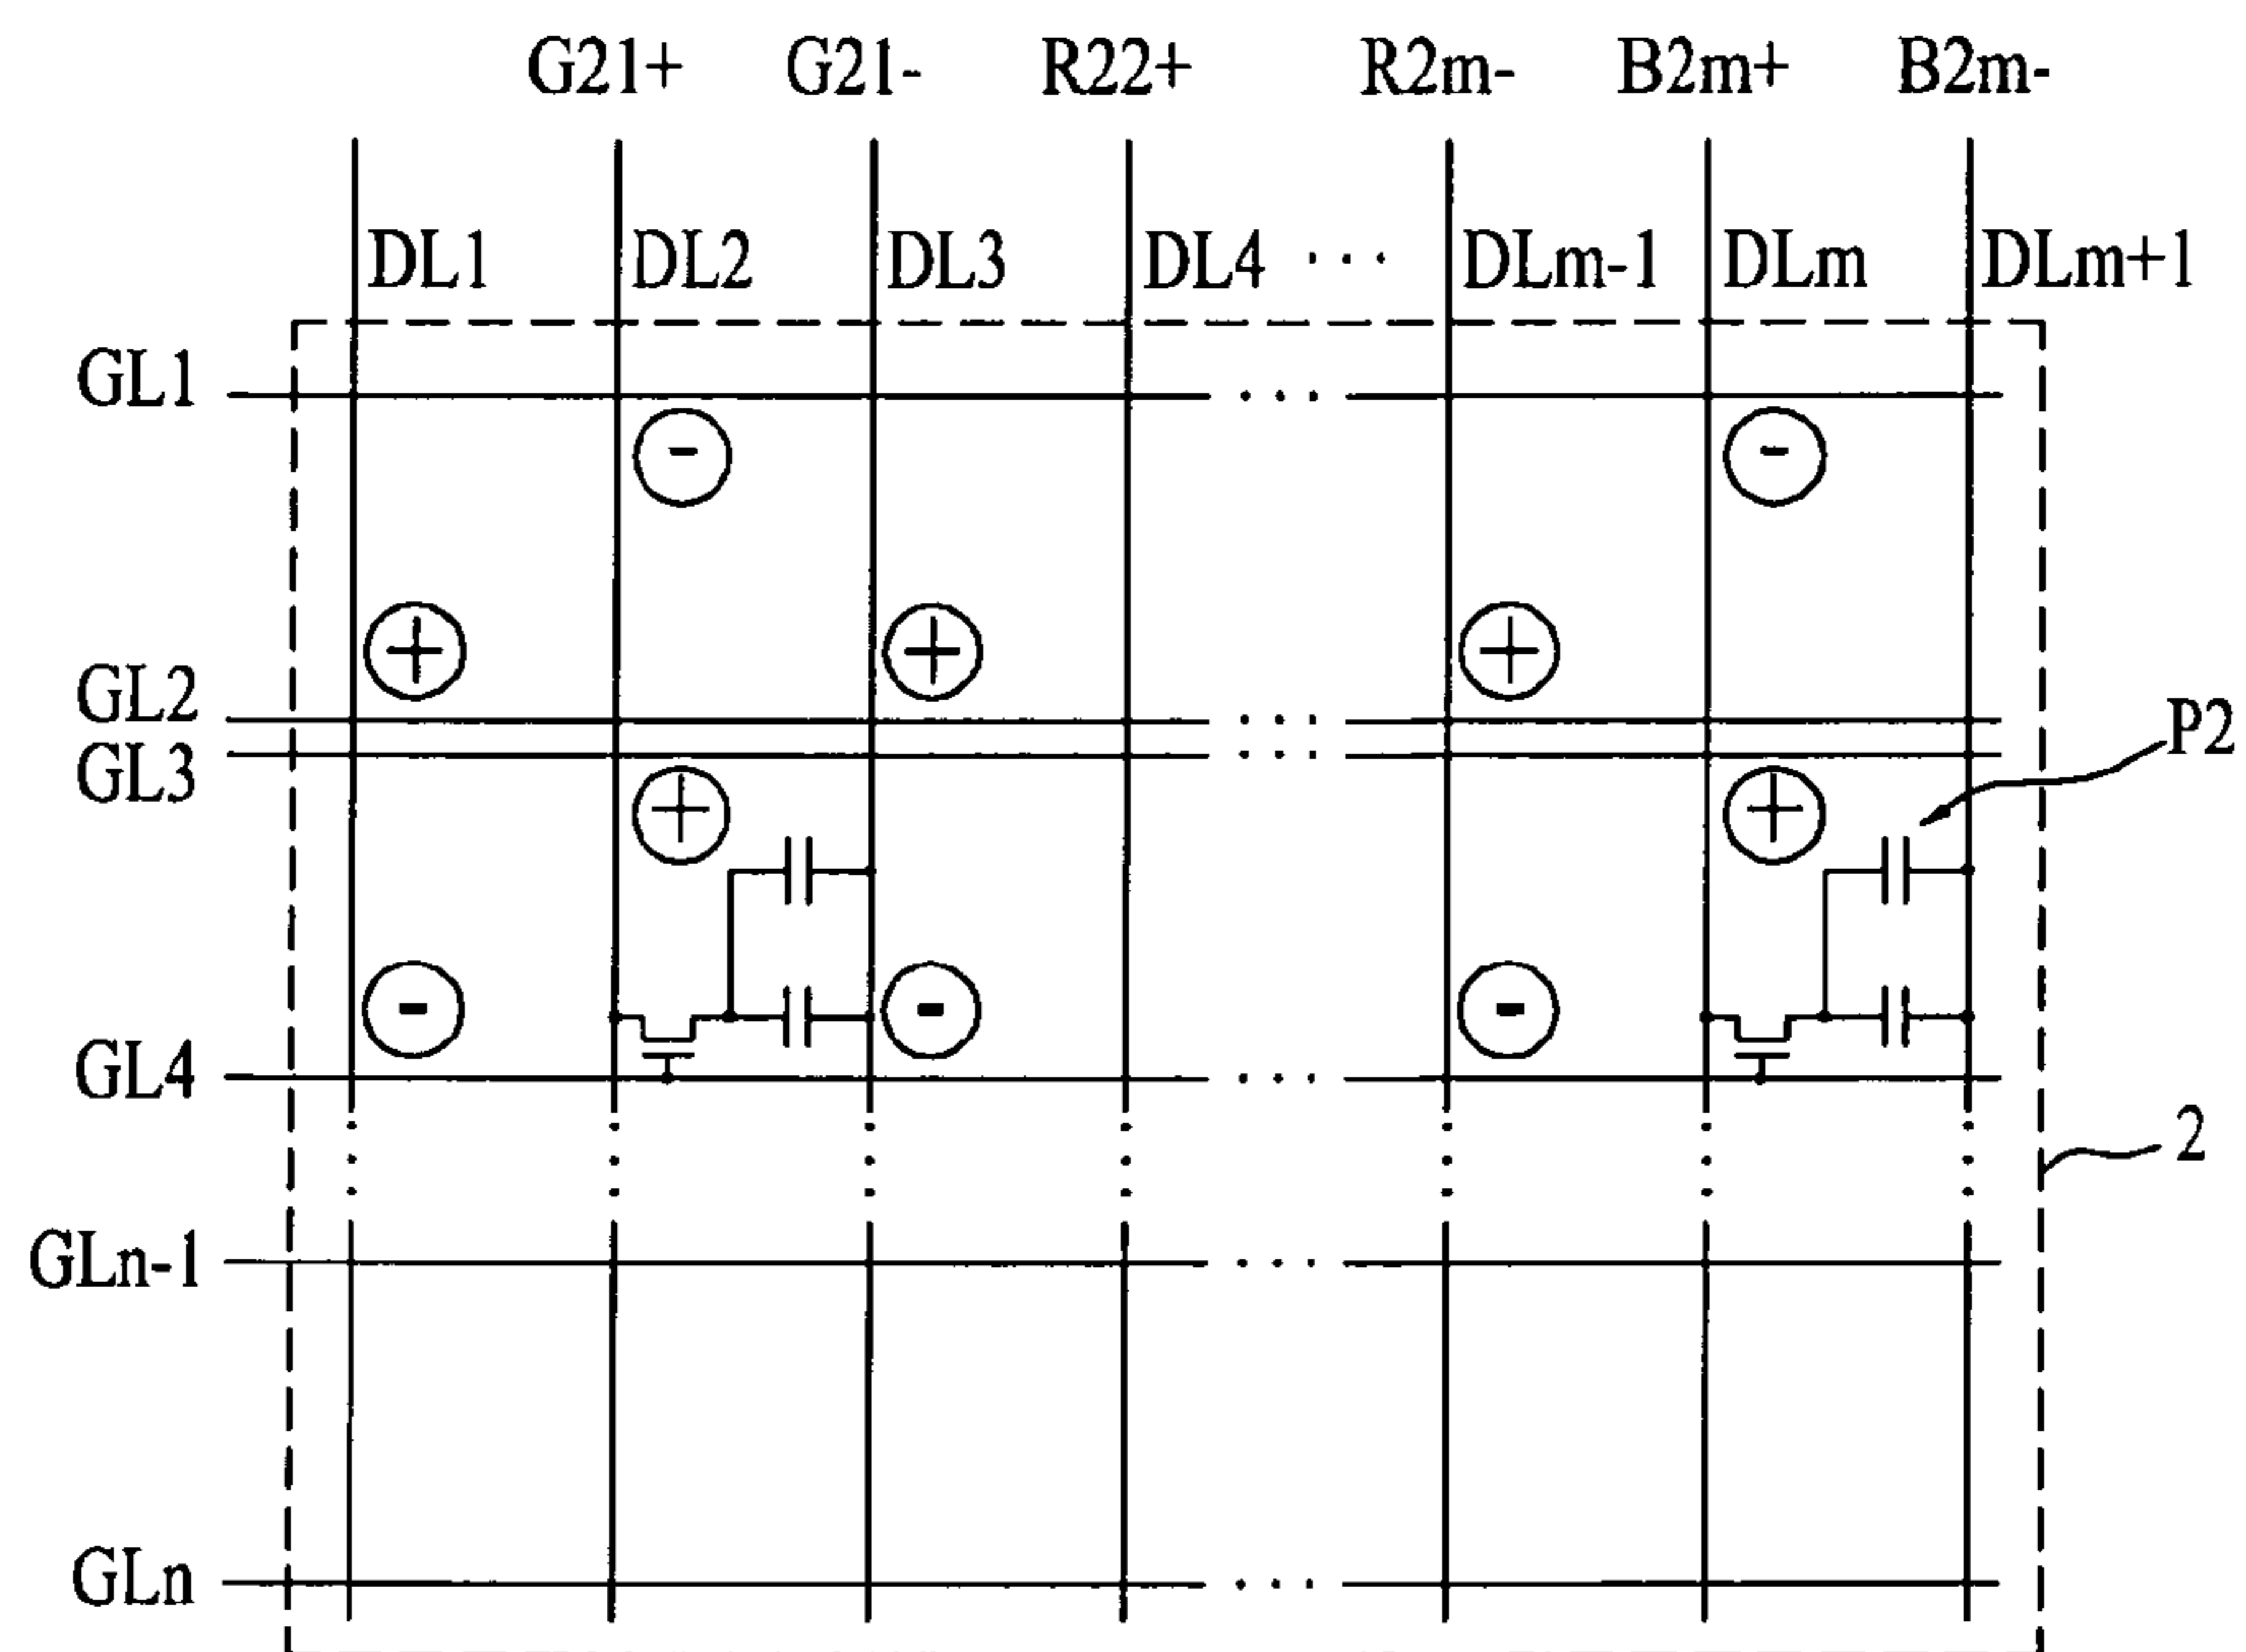 G21+ G21- R22+ R2m- B2m+ B2m-
DL1 DL2 DL3 DL4 ··· DLm-1 DLm DLm+1
GL1
- -
+ + +
GL2
P2
GL3
+ +
- - -
GL4
2
GLn-1
GLn